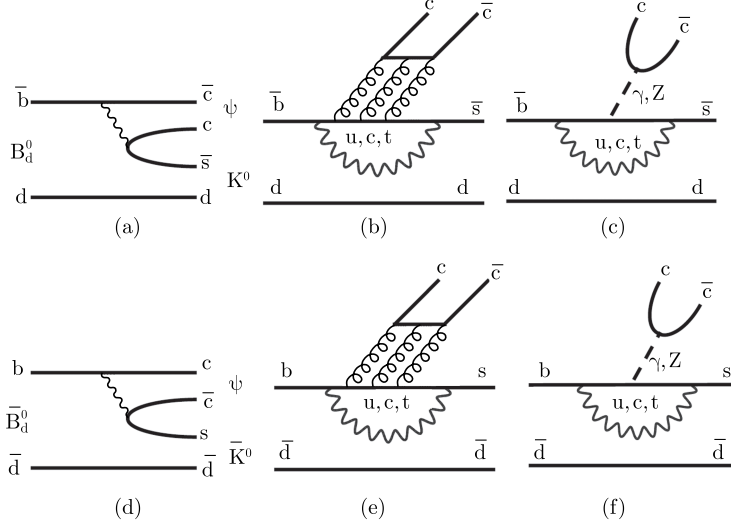 b̅ c̅ ψ
c
B⁰d s̅
d d K⁰
(a)
c c̅
b̅ s̅
u, c, t
d d
(b)
c c̅
γ, Z
b̅ s̅
u, c, t
d d
(c)
b c ψ
c̅
B̅⁰d s
d̅ d̅ K̅⁰
(d)
c c̅
b s
u, c, t
d̅ d̅
(e)
c c̅
γ, Z
b s
u, c, t
d̅ d̅
(f)